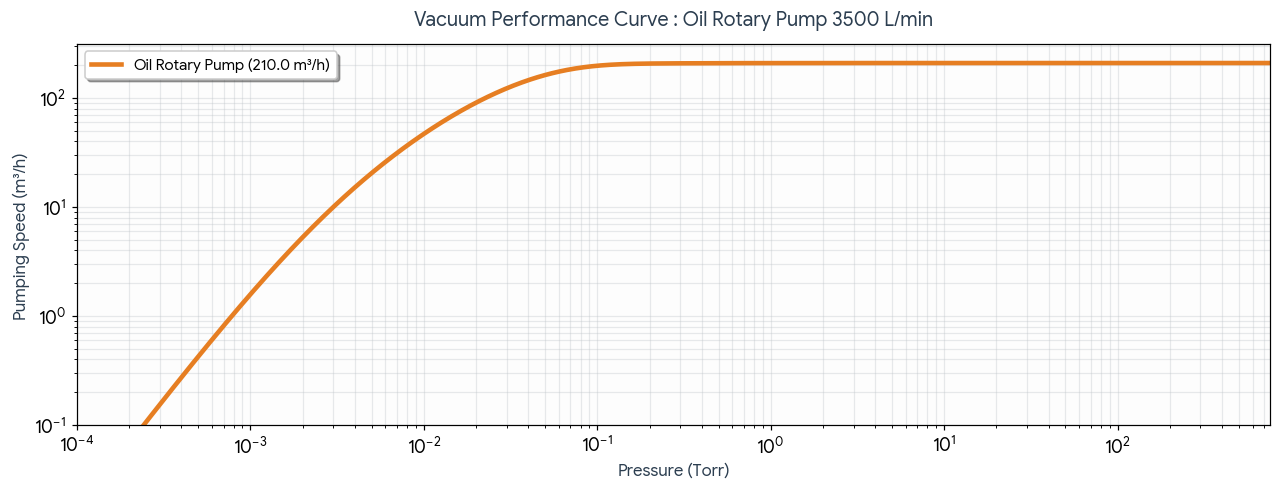 Vacuum Performance Curve : Oil Rotary Pump 3500 L/min
Oil Rotary Pump (210.0 m³/h)
Pumping Speed (m³/h)
10²
10¹
10⁰
10⁻¹
10⁻⁴ 10⁻³ 10⁻² 10⁻¹ 10⁰ 10¹ 10²
Pressure (Torr)